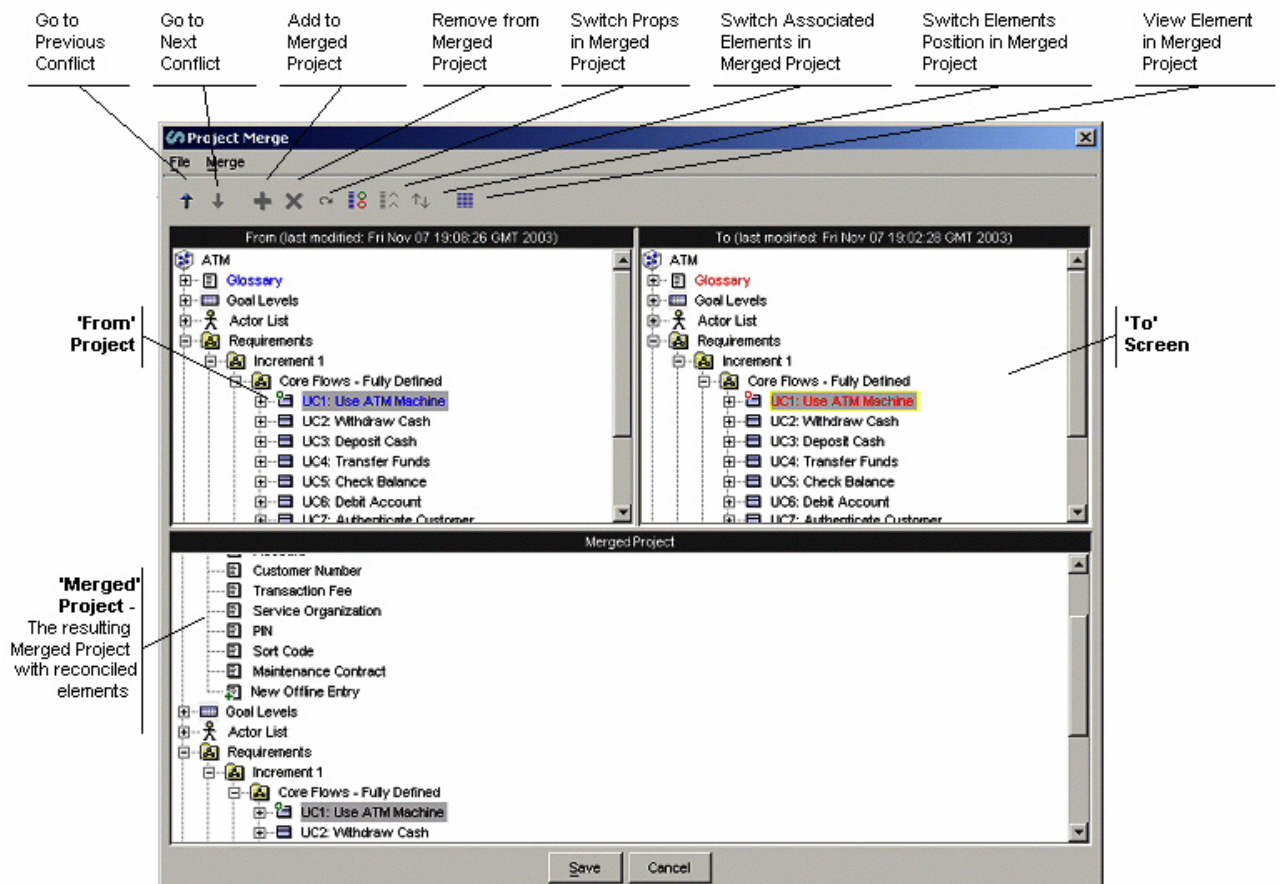 Go to
Previous
Conflict
Go to
Next
Conflict
Add to
Merged
Project
Remove from
Merged
Project
Switch Props
in Merged
Project
Switch Associated
Elements in
Merged Project
Switch Elements
Position in Merged
Project
View Element
in Merged
Project
Project Merge
File Merge
From (last modified: Fri Nov 07 19:08:26 GMT 2003)
ATM
Glossary
Goal Levels
Actor List
Requirements
Increment 1
Core Flows - Fully Defined
UC1: Use ATM Machine
UC2: Withdraw Cash
UC3: Deposit Cash
UC4: Transfer Funds
UC5: Check Balance
UC6: Debit Account
UC7: Authenticate Customer
To (last modified: Fri Nov 07 19:02:28 GMT 2003)
ATM
Glossary
Goal Levels
Actor List
Requirements
Increment 1
Core Flows - Fully Defined
UC1: Use ATM Machine
UC2: Withdraw Cash
UC3: Deposit Cash
UC4: Transfer Funds
UC5: Check Balance
UC6: Debit Account
UC7: Authenticate Customer
'From'
Project
'To'
Screen
Merged Project
Customer Number
Transaction Fee
Service Organization
PIN
Sort Code
Maintenance Contract
New Offline Entry
Goal Levels
Actor List
Requirements
Increment 1
Core Flows - Fully Defined
UC1: Use ATM Machine
UC2: Withdraw Cash
'Merged'
Project -
The resulting
Merged Project
with reconciled
elements
Save
Cancel